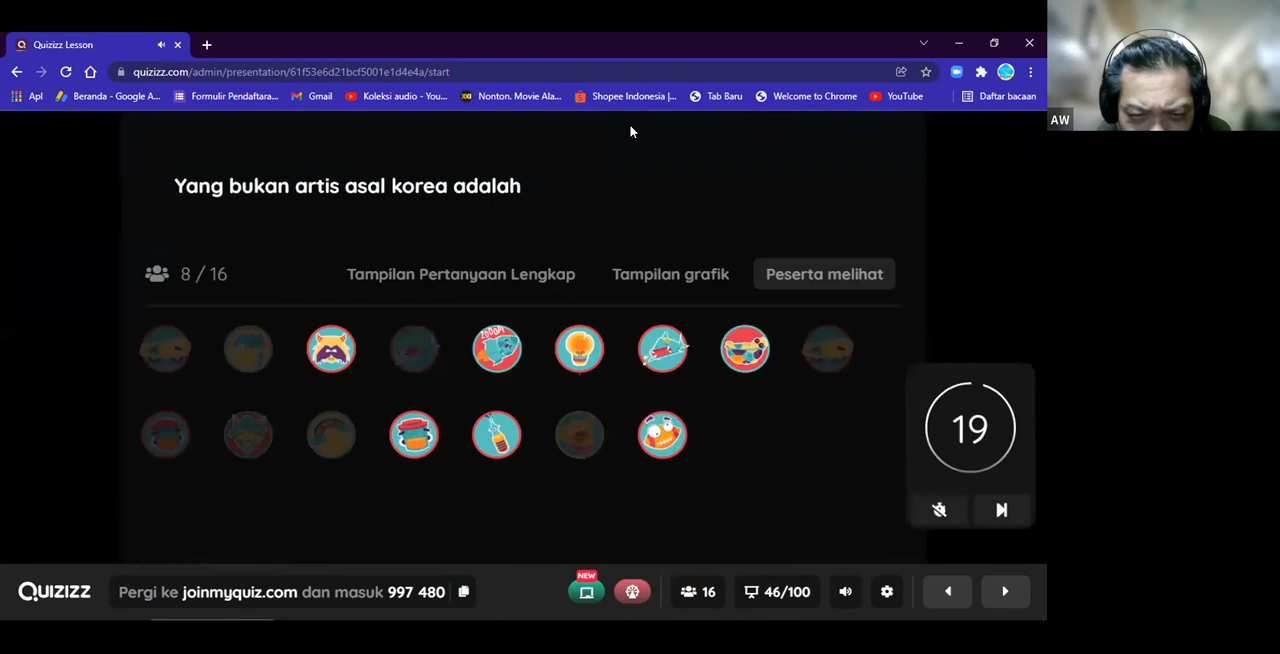 Quizizz Lesson
quizizz.com/admin/presentation/61f53e6d21bcf5001e1d4e4a/start
Apl Beranda - Google A... Formulir Pendaftara... Gmail Koleksi audio - You... Nonton. Movie Ala... Shopee Indonesia |... Tab Baru Welcome to Chrome YouTube Daftar bacaan
AW
Yang bukan artis asal korea adalah
8 / 16 Tampilan Pertanyaan Lengkap Tampilan grafik Peserta melihat
ZOOOP!
19
NEW
QUIZIZZ Pergi ke joinmyquiz.com dan masuk 997 480 16 46/100